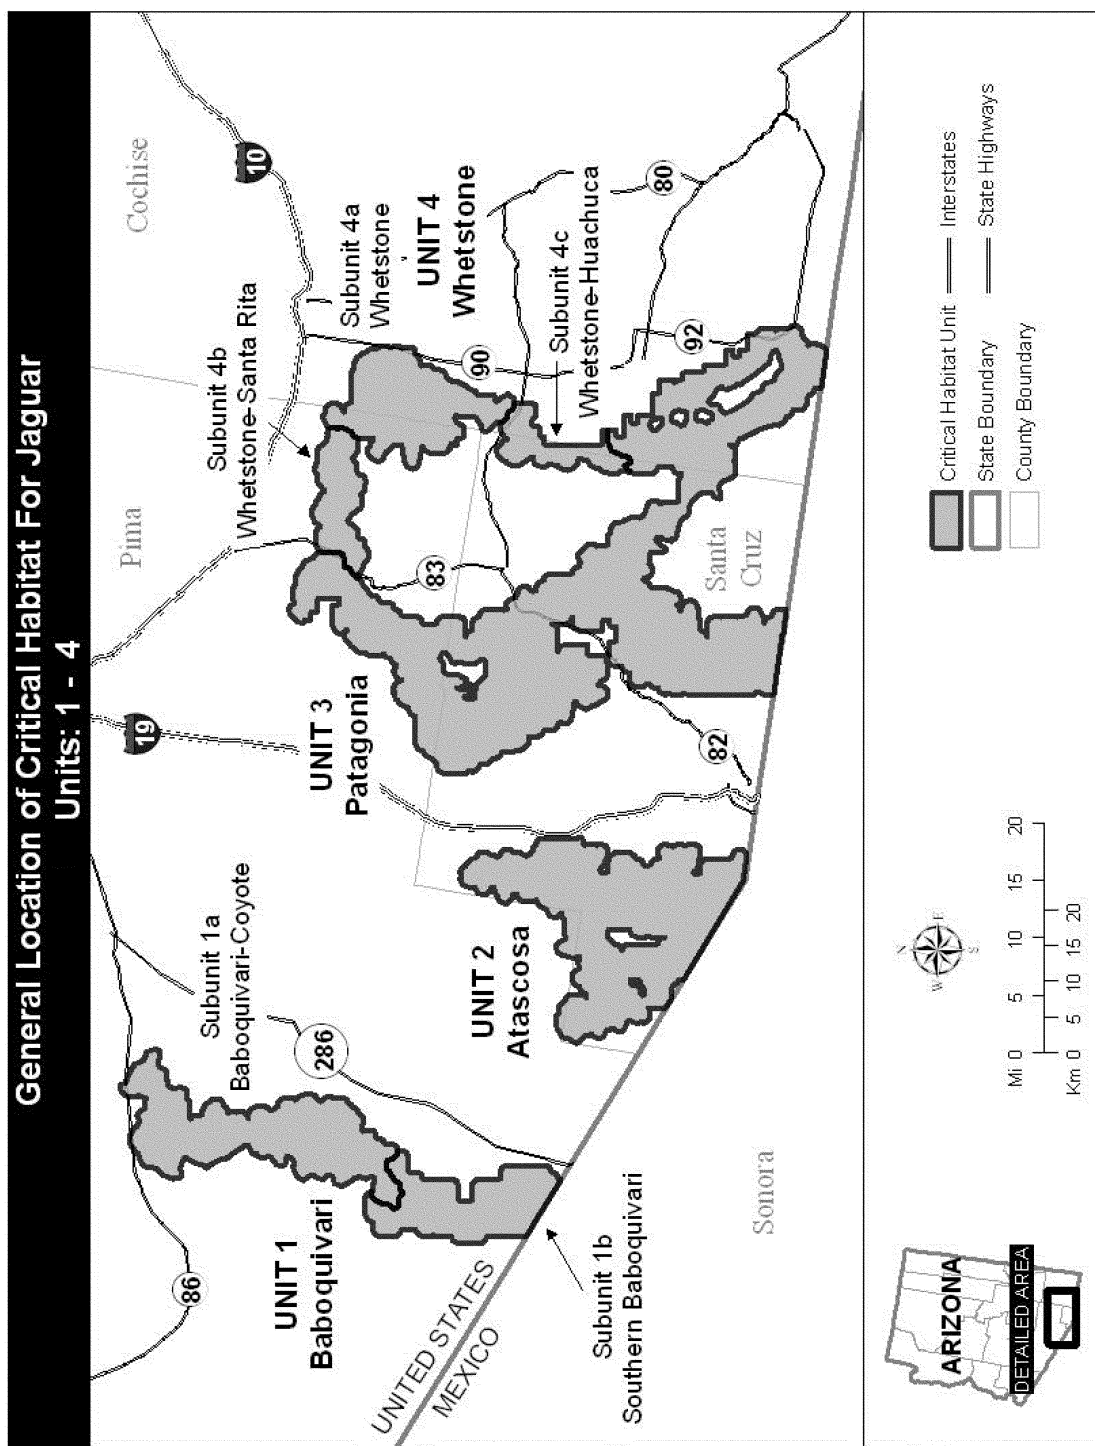 General Location of Critical Habitat For Jaguar
Units: 1 - 4
Cochise
Pima
10
19
86
Subunit 4b
Whetstone-Santa Rita
Subunit 4a
Whetstone
UNIT 4
Whetstone
90
83
80
Subunit 4c
Whetstone-Huachuca
92
Santa
Cruz
82
UNIT 3
Patagonia
Subunit 1a
Baboquivari-Coyote
286
UNIT 2
Atascosa
UNIT 1
Baboquivari
UNITED STATES
MEXICO
Subunit 1b
Southern Baboquivari
Sonora
ARIZONA
DETAILED AREA
N
W
E
S
Mi 0 5 10 15 20
Km 0 5 10 15 20
Critical Habitat Unit
State Boundary
County Boundary
Interstates
State Highways